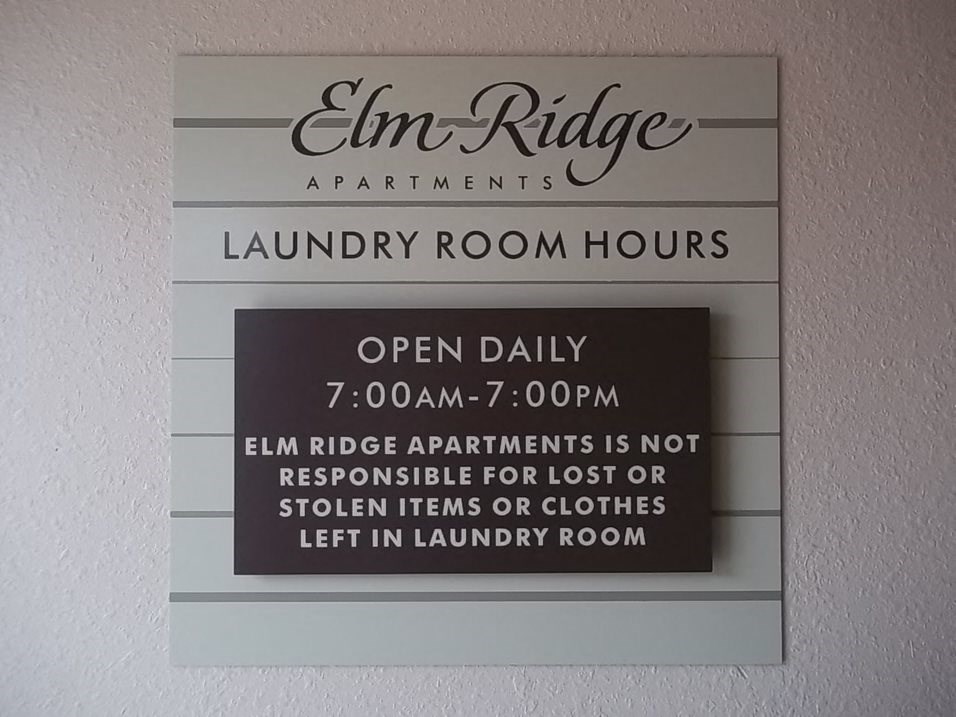 Elm Ridge
APARTMENTS
LAUNDRY ROOM HOURS
OPEN DAILY
7:00AM-7:00PM
ELM RIDGE APARTMENTS IS NOT
RESPONSIBLE FOR LOST OR
STOLEN ITEMS OR CLOTHES
LEFT IN LAUNDRY ROOM